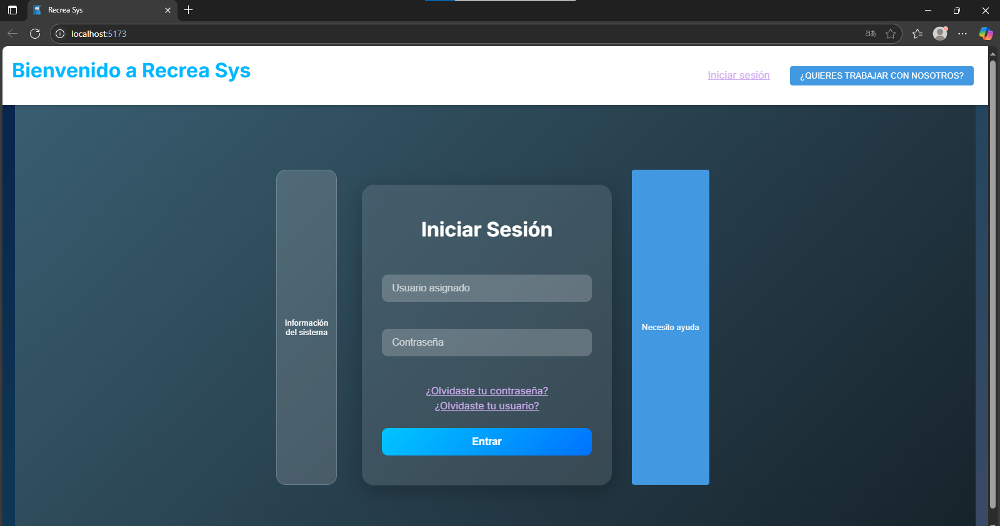 Recrea Sys
localhost:5173
Bienvenido a Recrea Sys
Iniciar sesión
¿QUIERES TRABAJAR CON NOSOTROS?
Información
del sistema
Iniciar Sesión
Usuario asignado
Contraseña
¿Olvidaste tu contraseña?
¿Olvidaste tu usuario?
Entrar
Necesito ayuda